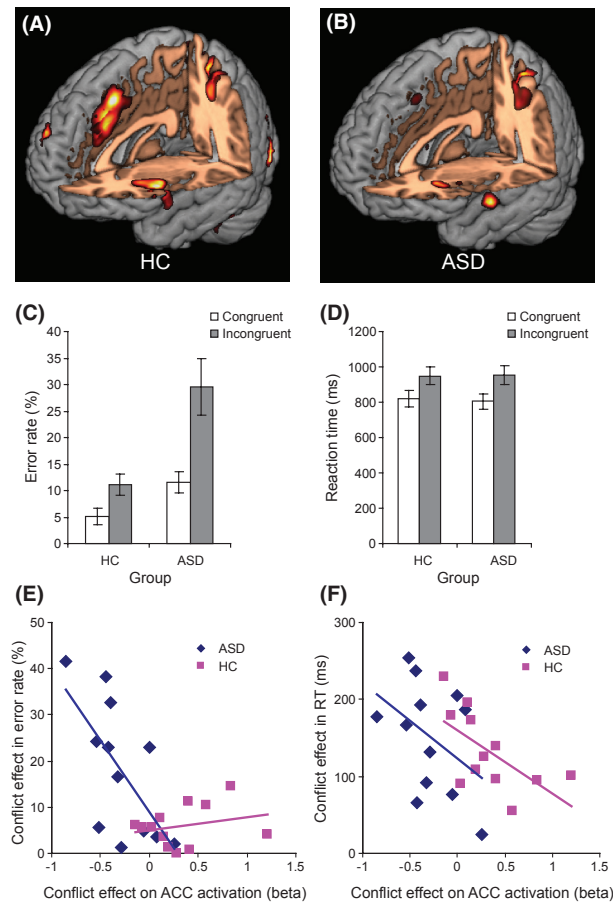 (A)
HC
(B)
ASD
(C)
Congruent
Incongruent
Error rate (%)
40
35
30
25
20
15
10
5
0
HC
ASD
Group
(D)
Congruent
Incongruent
Reaction time (ms)
1200
1000
800
600
400
200
0
HC
ASD
Group
(E)
ASD
HC
Conflict effect in error rate (%)
50
40
30
20
10
0
-1
-0.5
0
0.5
1
1.5
Conflict effect on ACC activation (beta)
(F)
ASD
HC
Conflict effect in RT (ms)
300
200
100
0
-1
-0.5
0
0.5
1
1.5
Conflict effect on ACC activation (beta)